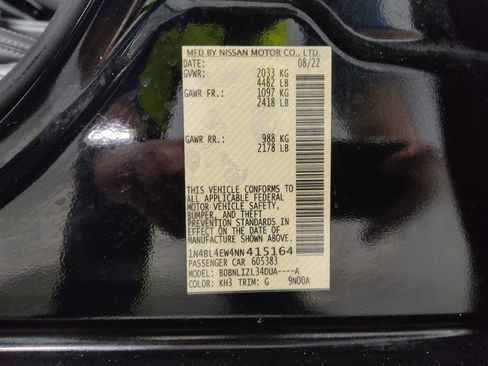 MFD BY NISSAN MOTOR CO., LTD.
DATE: 08/22
GVWR: 2033 KG
4482 LB
GAWR FR.: 1097 KG
2418 LB
GAWR RR.: 988 KG
2178 LB
THIS VEHICLE CONFORMS TO
ALL APPLICABLE FEDERAL
MOTOR VEHICLE SAFETY,
BUMPER, AND THEFT
PREVENTION STANDARDS IN
EFFECT ON THE DATE OF
MANUFACTURE SHOWN ABOVE.
1N4BL4EW4NN415164
PASSENGER CAR 605383
MODEL: BDBNLIZL34DUA----A
COLOR: KH3 TRIM: G 9N00A